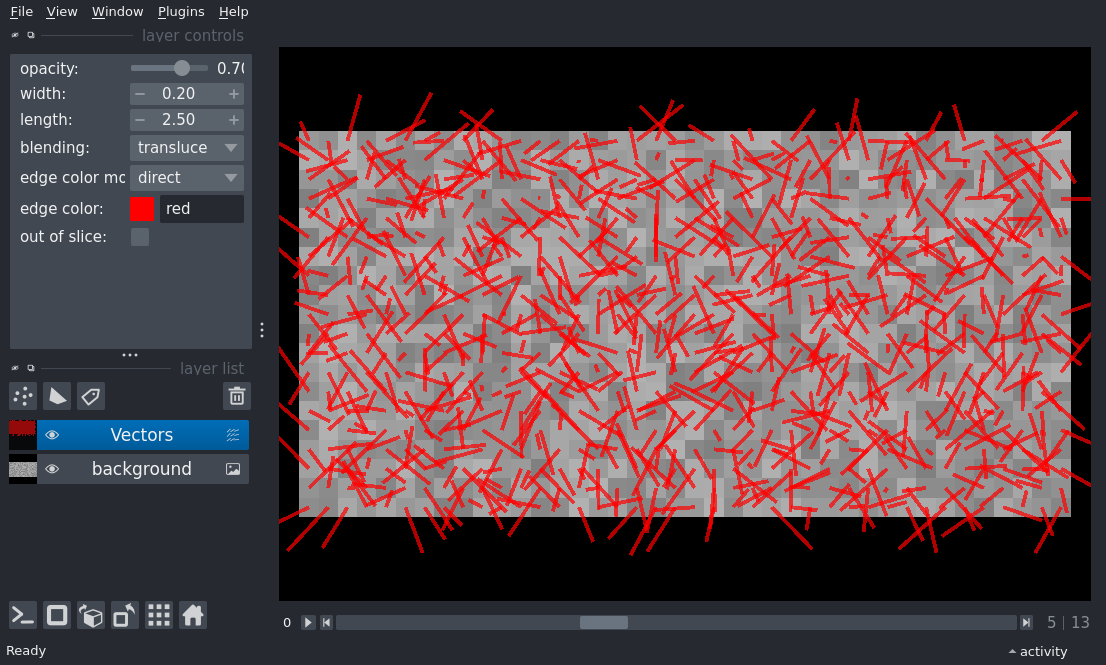 File View Window Plugins Help
layer controls
opacity: 0.70
width: − 0.20 +
length: − 2.50 +
blending: transluce
edge color mo direct
edge color: red
out of slice:
layer list
Vectors
background
0 5 | 13
Ready activity